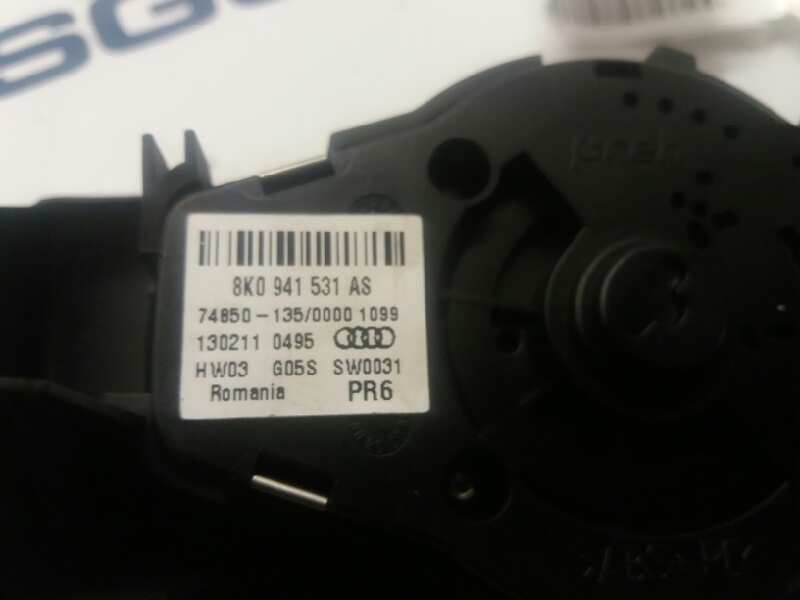 8K0 941 531 AS
74850-135/0000 1099
130211 0495
HW03 G05S SW0031
Romania PR6